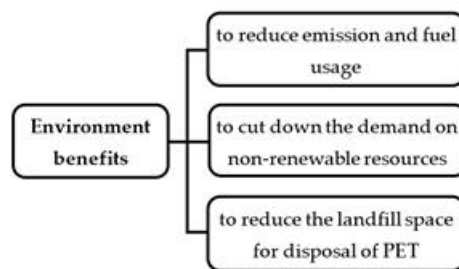 Environment
benefits
to reduce emission and fuel
usage
to cut down the demand on
non-renewable resources
to reduce the landfill space
for disposal of PET